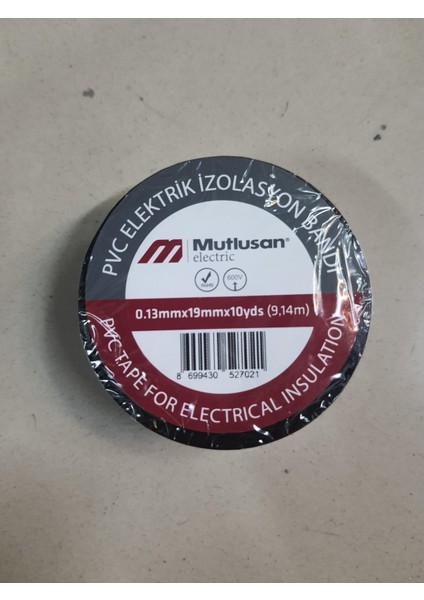 PVC ELEKTRİK İZOLASYON BANDI
Mutlusan®
electric
RoHS
600V
0.13mmx19mmx10yds (9,14m)
8 699430 527021
PVC TAPE FOR ELECTRICAL INSULATION